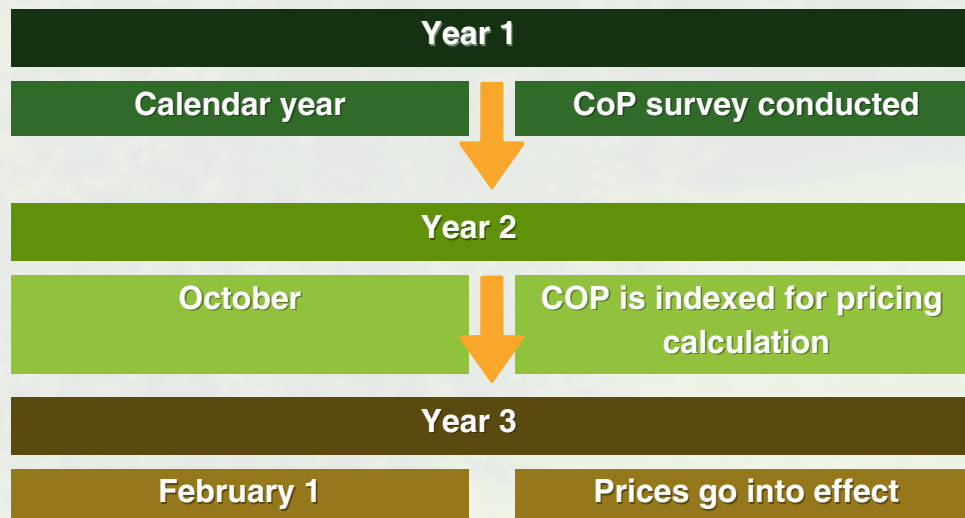 Year 1
Calendar year
CoP survey conducted
Year 2
October
COP is indexed for pricing
calculation
Year 3
February 1
Prices go into effect